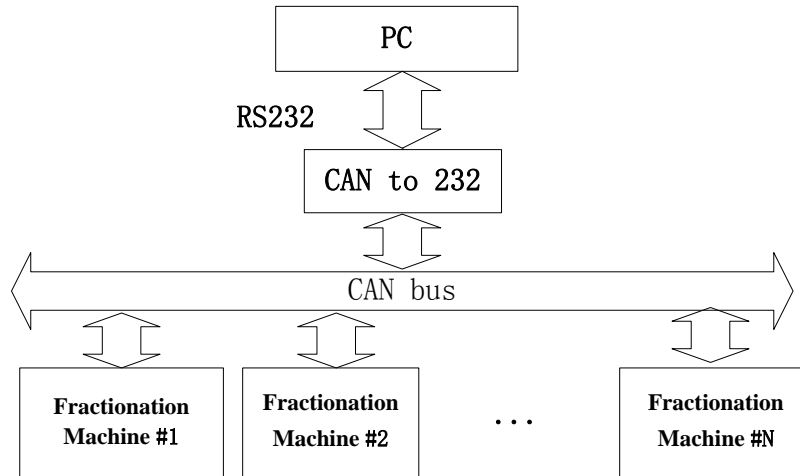 PC
RS232
CAN to 232
CAN bus
Fractionation
Machine #1
Fractionation
Machine #2
...
Fractionation
Machine #N